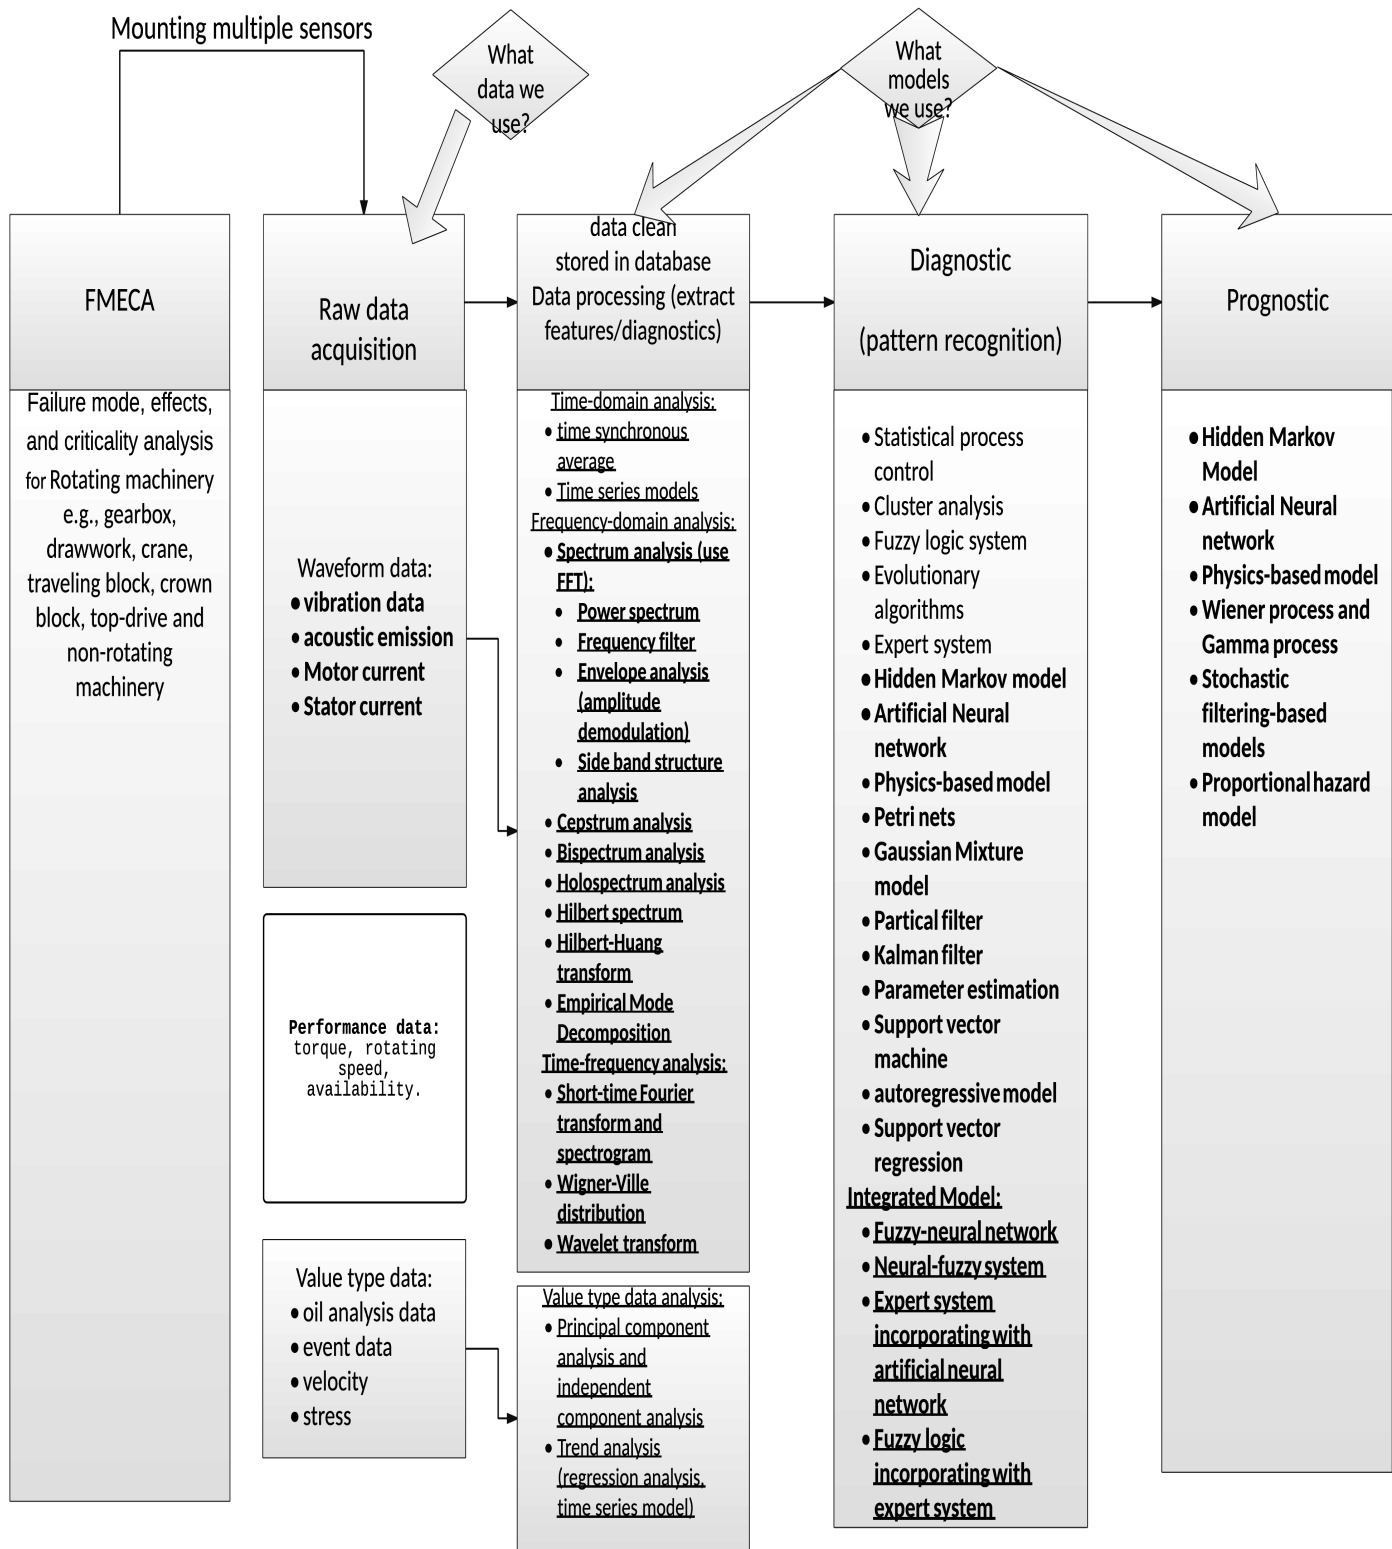 Mounting multiple sensors
What
data we
use?
What
models
we use?
FMECA
Failure mode, effects,
and criticality analysis
for Rotating machinery
e.g., gearbox,
drawwork, crane,
traveling block, crown
block, top-drive and
non-rotating
machinery
Raw data
acquisition
Waveform data:
• vibration data
• acoustic emission
• Motor current
• Stator current
Performance data:
torque, rotating
speed,
availability.
Value type data:
• oil analysis data
• event data
• velocity
• stress
data clean
stored in database
Data processing (extract
features/diagnostics)
Time-domain analysis:
• time synchronous
average
• Time series models
Frequency-domain analysis:
• Spectrum analysis (use
FFT):
• Power spectrum
• Frequency filter
• Envelope analysis
(amplitude
demodulation)
• Side band structure
analysis
• Cepstrum analysis
• Bispectrum analysis
• Holospectrum analysis
• Hilbert spectrum
• Hilbert-Huang
transform
• Empirical Mode
Decomposition
Time-frequency analysis:
• Short-time Fourier
transform and
spectrogram
• Wigner-Ville
distribution
• Wavelet transform
Value type data analysis:
• Principal component
analysis and
independent
component analysis
• Trend analysis
(regression analysis,
time series model)
Diagnostic
(pattern recognition)
• Statistical process
control
• Cluster analysis
• Fuzzy logic system
• Evolutionary
algorithms
• Expert system
• Hidden Markov model
• Artificial Neural
network
• Physics-based model
• Petri nets
• Gaussian Mixture
model
• Partical filter
• Kalman filter
• Parameter estimation
• Support vector
machine
• autoregressive model
• Support vector
regression
Integrated Model:
• Fuzzy-neural network
• Neural-fuzzy system
• Expert system
incorporating with
artificial neural
network
• Fuzzy logic
incorporating with
expert system
Prognostic
• Hidden Markov
Model
• Artificial Neural
network
• Physics-based model
• Wiener process and
Gamma process
• Stochastic
filtering-based
models
• Proportional hazard
model